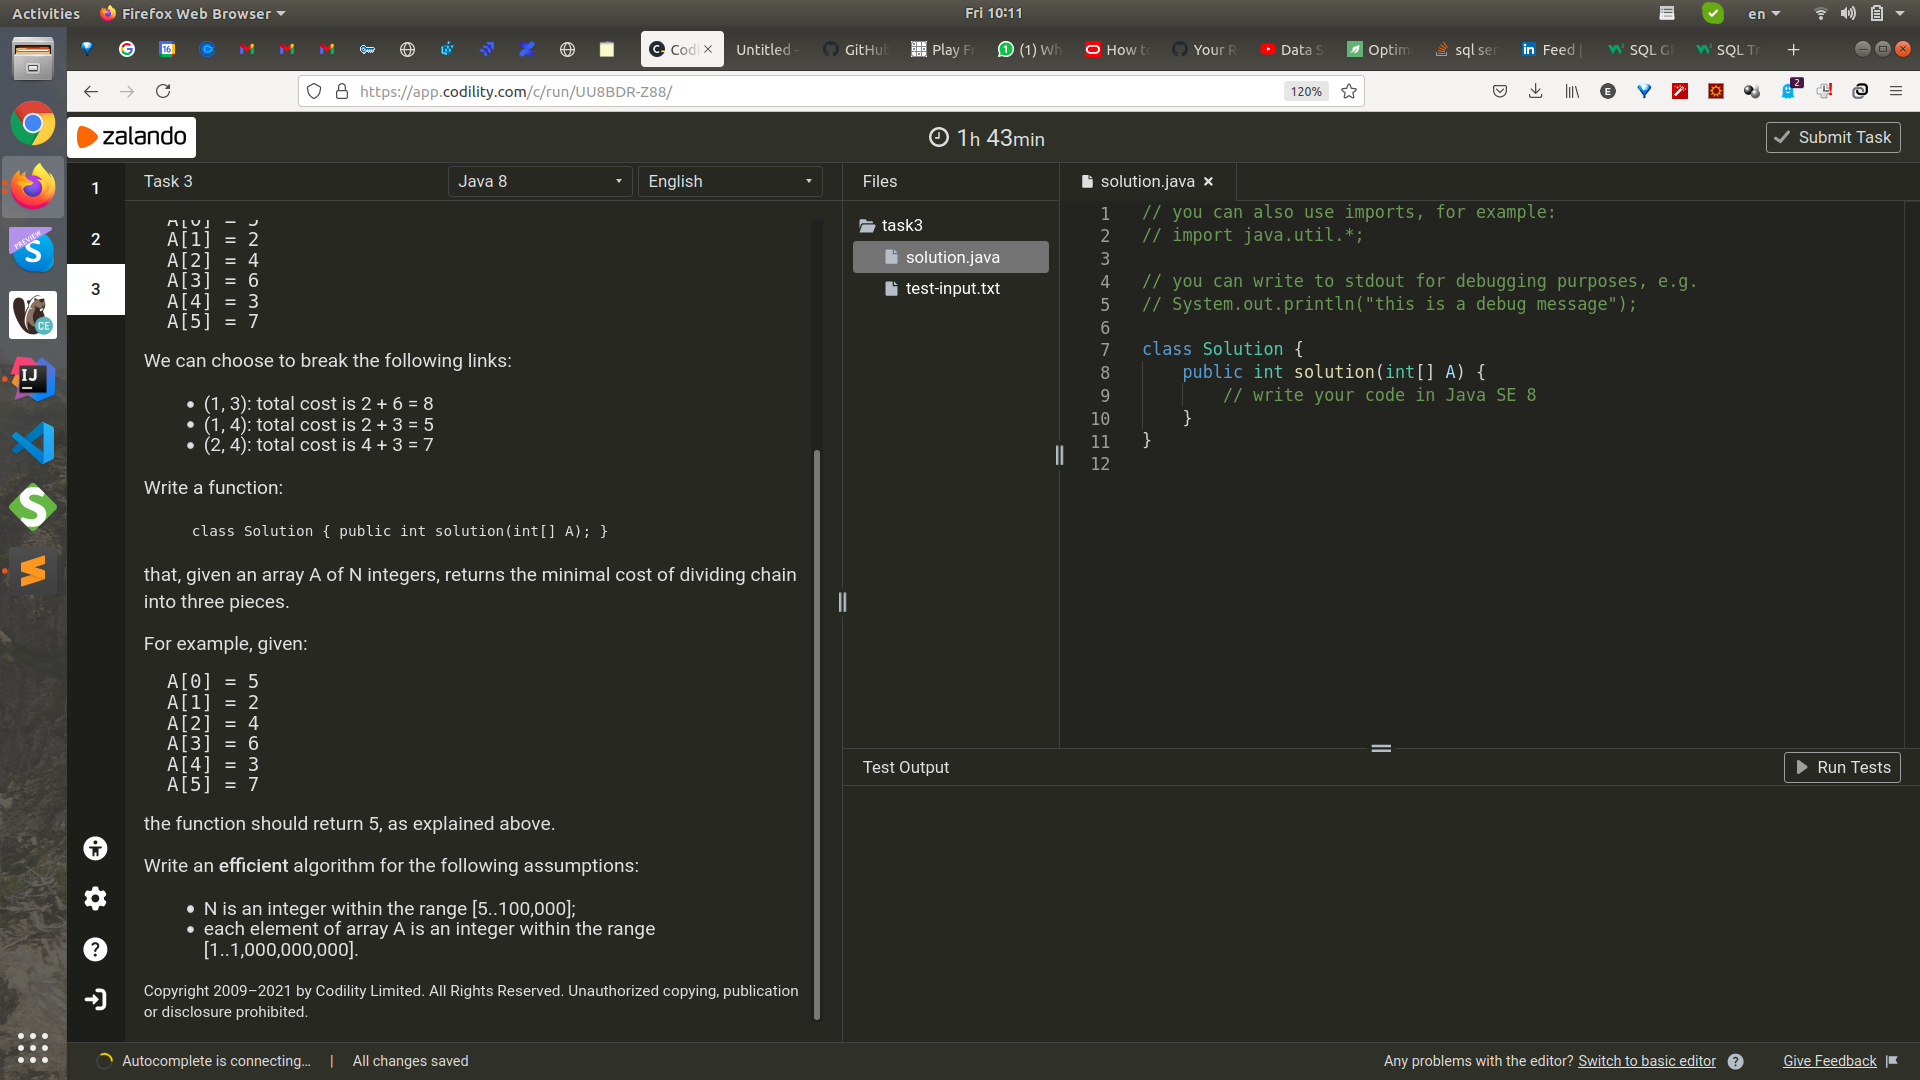 Activities Firefox Web Browser Fri 10:11 en
Cod Untitled - GitHub Play Fr (1) Wh How to Your R Data S Optim sql ser Feed | SQL GR SQL Tr
https://app.codility.com/c/run/UU8BDR-Z88/ 120%
zalando 1h 43min Submit Task
1
2
3
Task 3 Java 8 English
A[0] = 5
A[1] = 2
A[2] = 4
A[3] = 6
A[4] = 3
A[5] = 7
We can choose to break the following links:
• (1, 3): total cost is 2 + 6 = 8
• (1, 4): total cost is 2 + 3 = 5
• (2, 4): total cost is 4 + 3 = 7
Write a function:
class Solution { public int solution(int[] A); }
that, given an array A of N integers, returns the minimal cost of dividing chain
into three pieces.
For example, given:
A[0] = 5
A[1] = 2
A[2] = 4
A[3] = 6
A[4] = 3
A[5] = 7
the function should return 5, as explained above.
Write an efficient algorithm for the following assumptions:
• N is an integer within the range [5..100,000];
• each element of array A is an integer within the range
[1..1,000,000,000].
Copyright 2009–2021 by Codility Limited. All Rights Reserved. Unauthorized copying, publication
or disclosure prohibited.
Files
task3
solution.java
test-input.txt
solution.java
1 // you can also use imports, for example:
2 // import java.util.*;
3
4 // you can write to stdout for debugging purposes, e.g.
5 // System.out.println("this is a debug message");
6
7 class Solution {
8 public int solution(int[] A) {
9 // write your code in Java SE 8
10 }
11 }
12
Test Output Run Tests
Autocomplete is connecting... | All changes saved
Any problems with the editor? Switch to basic editor ? Give Feedback